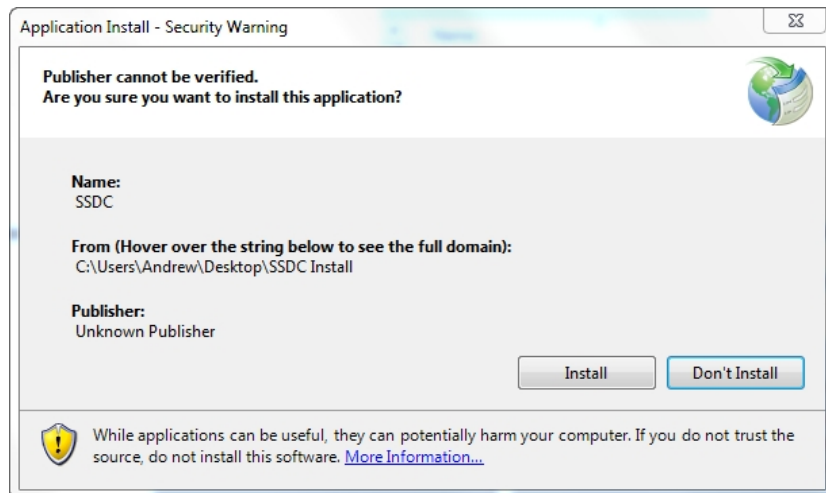 Application Install - Security Warning
Publisher cannot be verified.
Are you sure you want to install this application?
Name:
SSDC
From (Hover over the string below to see the full domain):
C:\Users\Andrew\Desktop\SSDC Install
Publisher:
Unknown Publisher
Install
Don't Install
While applications can be useful, they can potentially harm your computer. If you do not trust the
source, do not install this software. More Information...